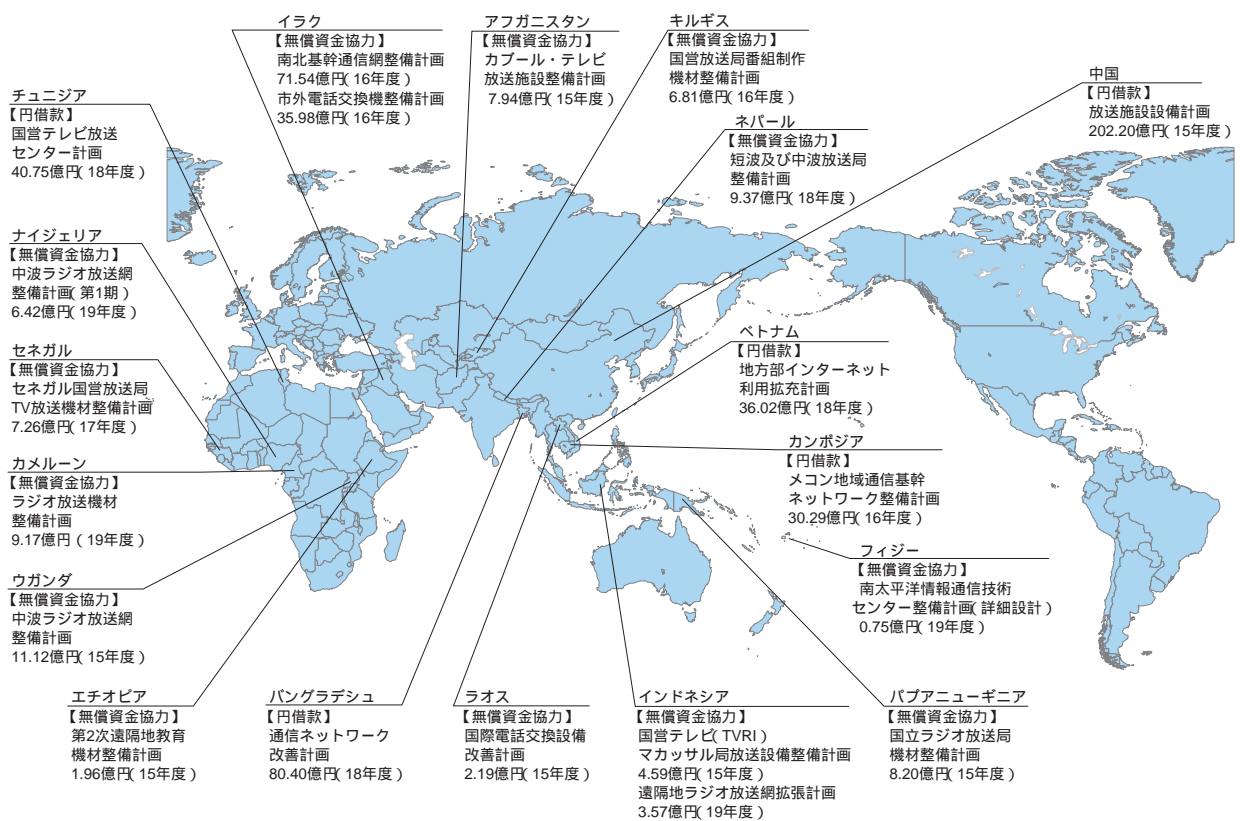 イラク
【無償資金協力】
南北基幹通信網整備計画
71.54億円(16年度)
市外電話交換機整備計画
35.98億円(16年度)
アフガニスタン
【無償資金協力】
カブール・テレビ
放送施設整備計画
7.94億円(15年度)
キルギス
【無償資金協力】
国営放送局番組制作
機材整備計画
6.81億円(16年度)
中国
【円借款】
放送施設設備計画
202.20億円(15年度)
チュニジア
【円借款】
国営テレビ放送
センター計画
40.75億円(18年度)
ネパール
【無償資金協力】
短波及び中波放送局
整備計画
9.37億円(18年度)
ナイジェリア
【無償資金協力】
中波ラジオ放送網
整備計画(第1期)
6.42億円(19年度)
セネガル
【無償資金協力】
セネガル国営放送局
TV放送機材整備計画
7.26億円(17年度)
ベトナム
【円借款】
地方部インターネット
利用拡充計画
36.02億円(18年度)
カメルーン
【無償資金協力】
ラジオ放送機材
整備計画
9.17億円(19年度)
カンボジア
【円借款】
メコン地域通信基幹
ネットワーク整備計画
30.29億円(16年度)
ウガンダ
【無償資金協力】
中波ラジオ放送網
整備計画
11.12億円(15年度)
フィジー
【無償資金協力】
南太平洋情報通信技術
センター整備計画(詳細設計)
0.75億円(19年度)
エチオピア
【無償資金協力】
第2次遠隔地教育
機材整備計画
1.96億円(15年度)
バングラデシュ
【円借款】
通信ネットワーク
改善計画
80.40億円(18年度)
ラオス
【無償資金協力】
国際電話交換設備
改善計画
2.19億円(15年度)
インドネシア
【無償資金協力】
国営テレビ(TVRI)
マカッサル局放送設備整備計画
4.59億円(15年度)
遠隔地ラジオ放送網拡張計画
3.57億円(19年度)
パプアニューギニア
【無償資金協力】
国立ラジオ放送局
機材整備計画
8.20億円(15年度)